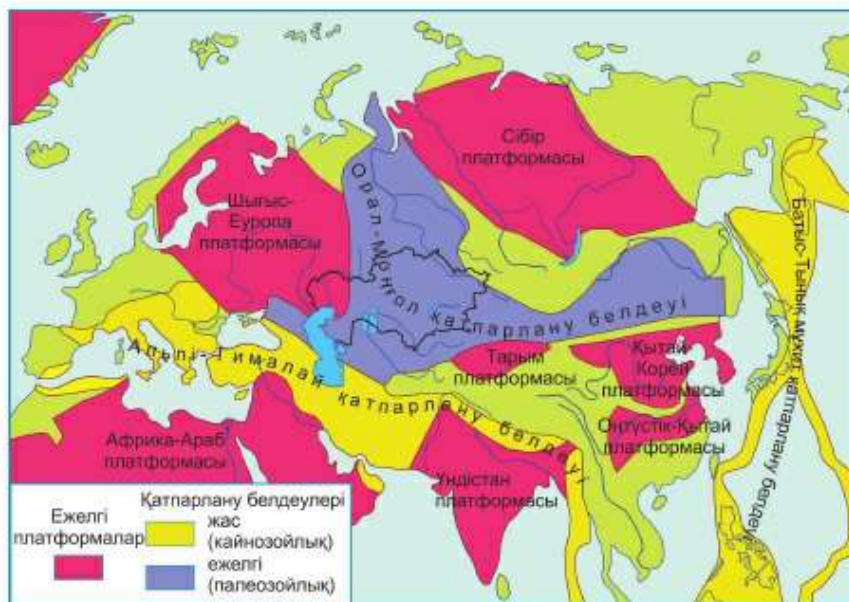 Сібір
платформасы
Шығыс-
Еуропа
платформасы
Орал-Моңғол қатпарлану белдеуі
Батыс-Тынық мұхит қатпарлану белдеуі
Альпі-Гималай қатпарлану белдеуі
Тарым
платформасы
Қытай-
Корей
платформасы
Оңтүстік-Қытай
платформасы
Африка-Араб
платформасы
Үндістан
платформасы
Ежелгі
платформалар
Қатпарлану белдеулері
жас
(кайнозойлық)
ежелгі
(палеозойлық)